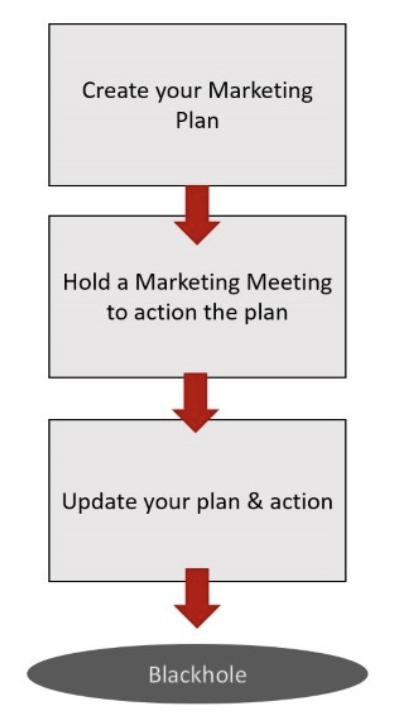 Create your Marketing
Plan
Hold a Marketing Meeting
to action the plan
Update your plan & action
Blackhole